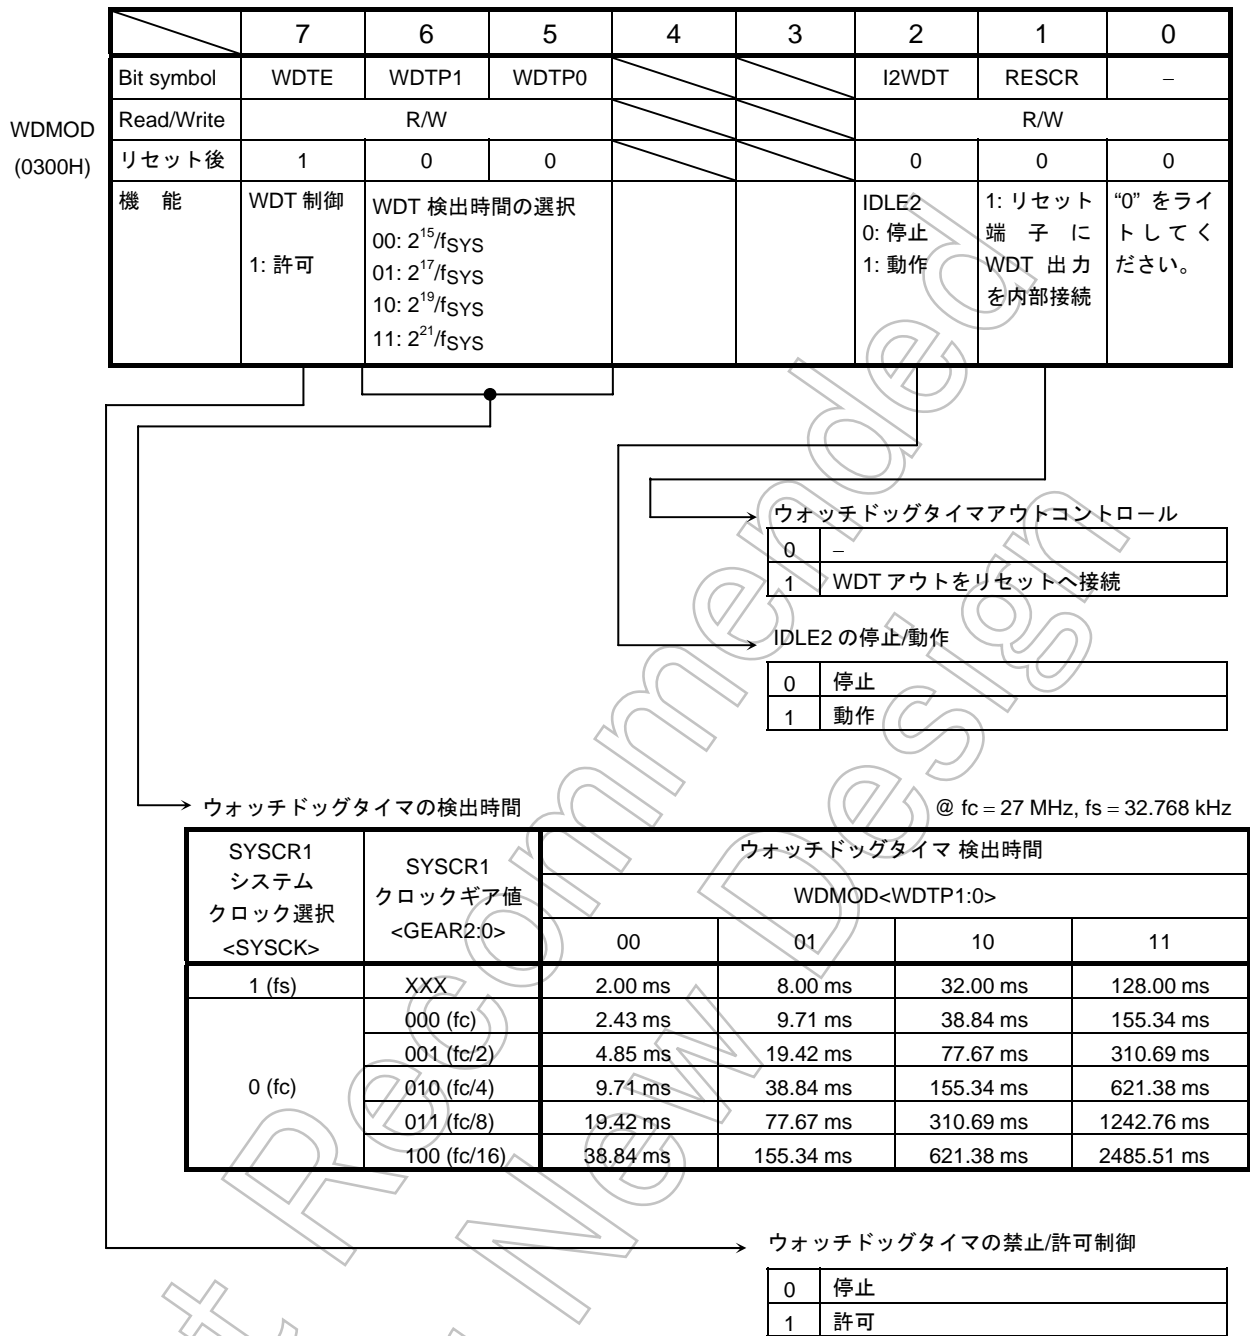 7 6 5 4 3 2 1 0
WDMOD
(0300H)
Bit symbol WDTE WDTP1 WDTP0 I2WDT RESCR −
Read/Write R/W R/W
リセット後 1 0 0 0 0 0
機 能
WDT 制御
1: 許可
WDT 検出時間の選択
00: 2^15/fSYS
01: 2^17/fSYS
10: 2^19/fSYS
11: 2^21/fSYS
IDLE2
0: 停止
1: 動作
1: リセット
端 子 に
WDT 出力
を内部接続
“0” をライ
トしてく
ださい。
ウォッチドッグタイマアウトコントロール
0 −
1 WDT アウトをリセットへ接続
IDLE2 の停止/動作
0 停止
1 動作
ウォッチドッグタイマの検出時間 @ fc = 27 MHz, fs = 32.768 kHz
SYSCR1
システム
クロック選択
<SYSCK>
SYSCR1
クロックギア値
<GEAR2:0>
ウォッチドッグタイマ 検出時間
WDMOD<WDTP1:0>
00 01 10 11
1 (fs) XXX 2.00 ms 8.00 ms 32.00 ms 128.00 ms
0 (fc)
000 (fc) 2.43 ms 9.71 ms 38.84 ms 155.34 ms
001 (fc/2) 4.85 ms 19.42 ms 77.67 ms 310.69 ms
010 (fc/4) 9.71 ms 38.84 ms 155.34 ms 621.38 ms
011 (fc/8) 19.42 ms 77.67 ms 310.69 ms 1242.76 ms
100 (fc/16) 38.84 ms 155.34 ms 621.38 ms 2485.51 ms
ウォッチドッグタイマの禁止/許可制御
0 停止
1 許可
t Recommended
New Design